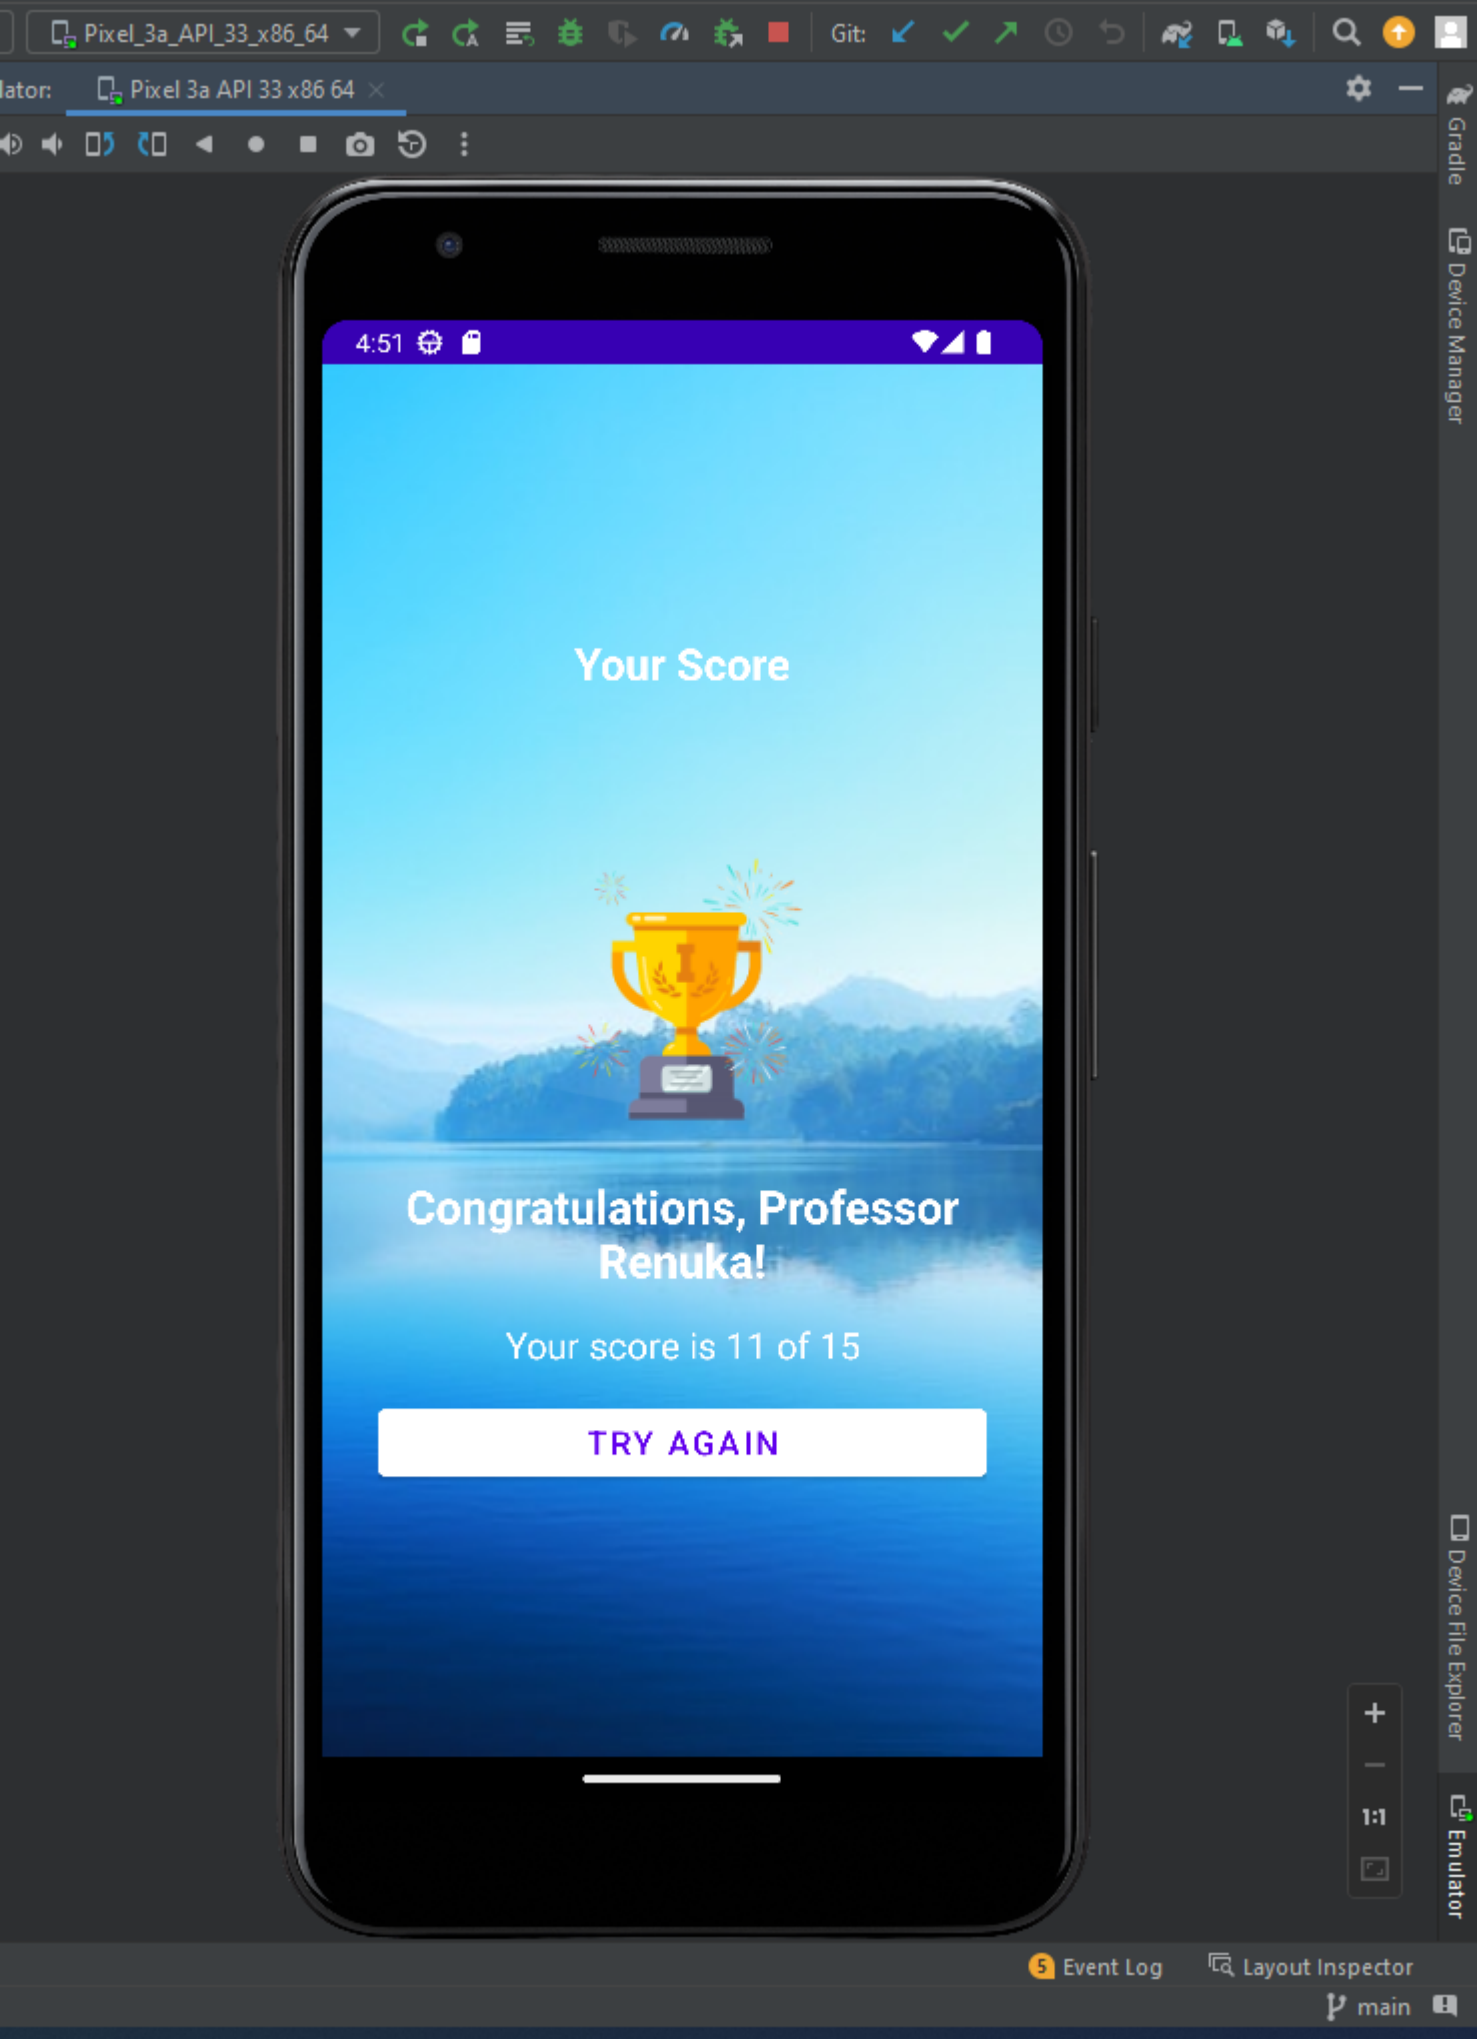 Pixel_3a_API_33_x86_64
Git:
lator:
Pixel 3a API 33 x86 64
Gradle
Device Manager
4:51
Your Score
I
Congratulations, Professor
Renuka!
Your score is 11 of 15
TRY AGAIN
Device File Explorer
1:1
Emulator
5 Event Log
Layout Inspector
main